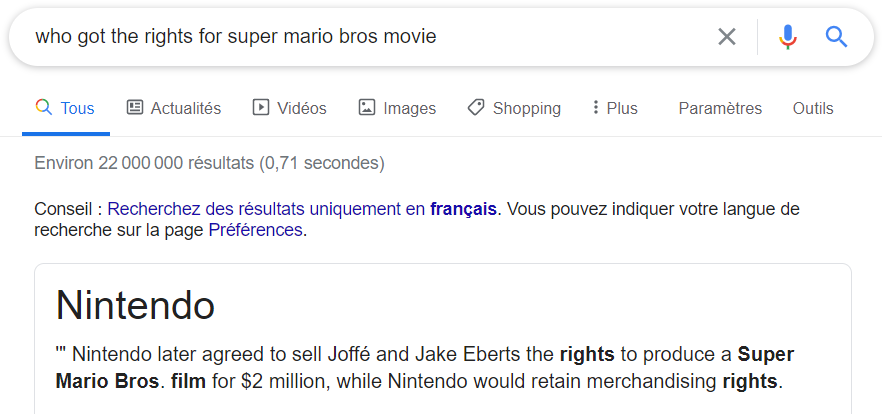 who got the rights for super mario bros movie
Tous Actualités Vidéos Images Shopping Plus Paramètres Outils
Environ 22 000 000 résultats (0,71 secondes)
Conseil : Recherchez des résultats uniquement en français. Vous pouvez indiquer votre langue de
recherche sur la page Préférences.
Nintendo
'" Nintendo later agreed to sell Joffé and Jake Eberts the rights to produce a Super
Mario Bros. film for $2 million, while Nintendo would retain merchandising rights.